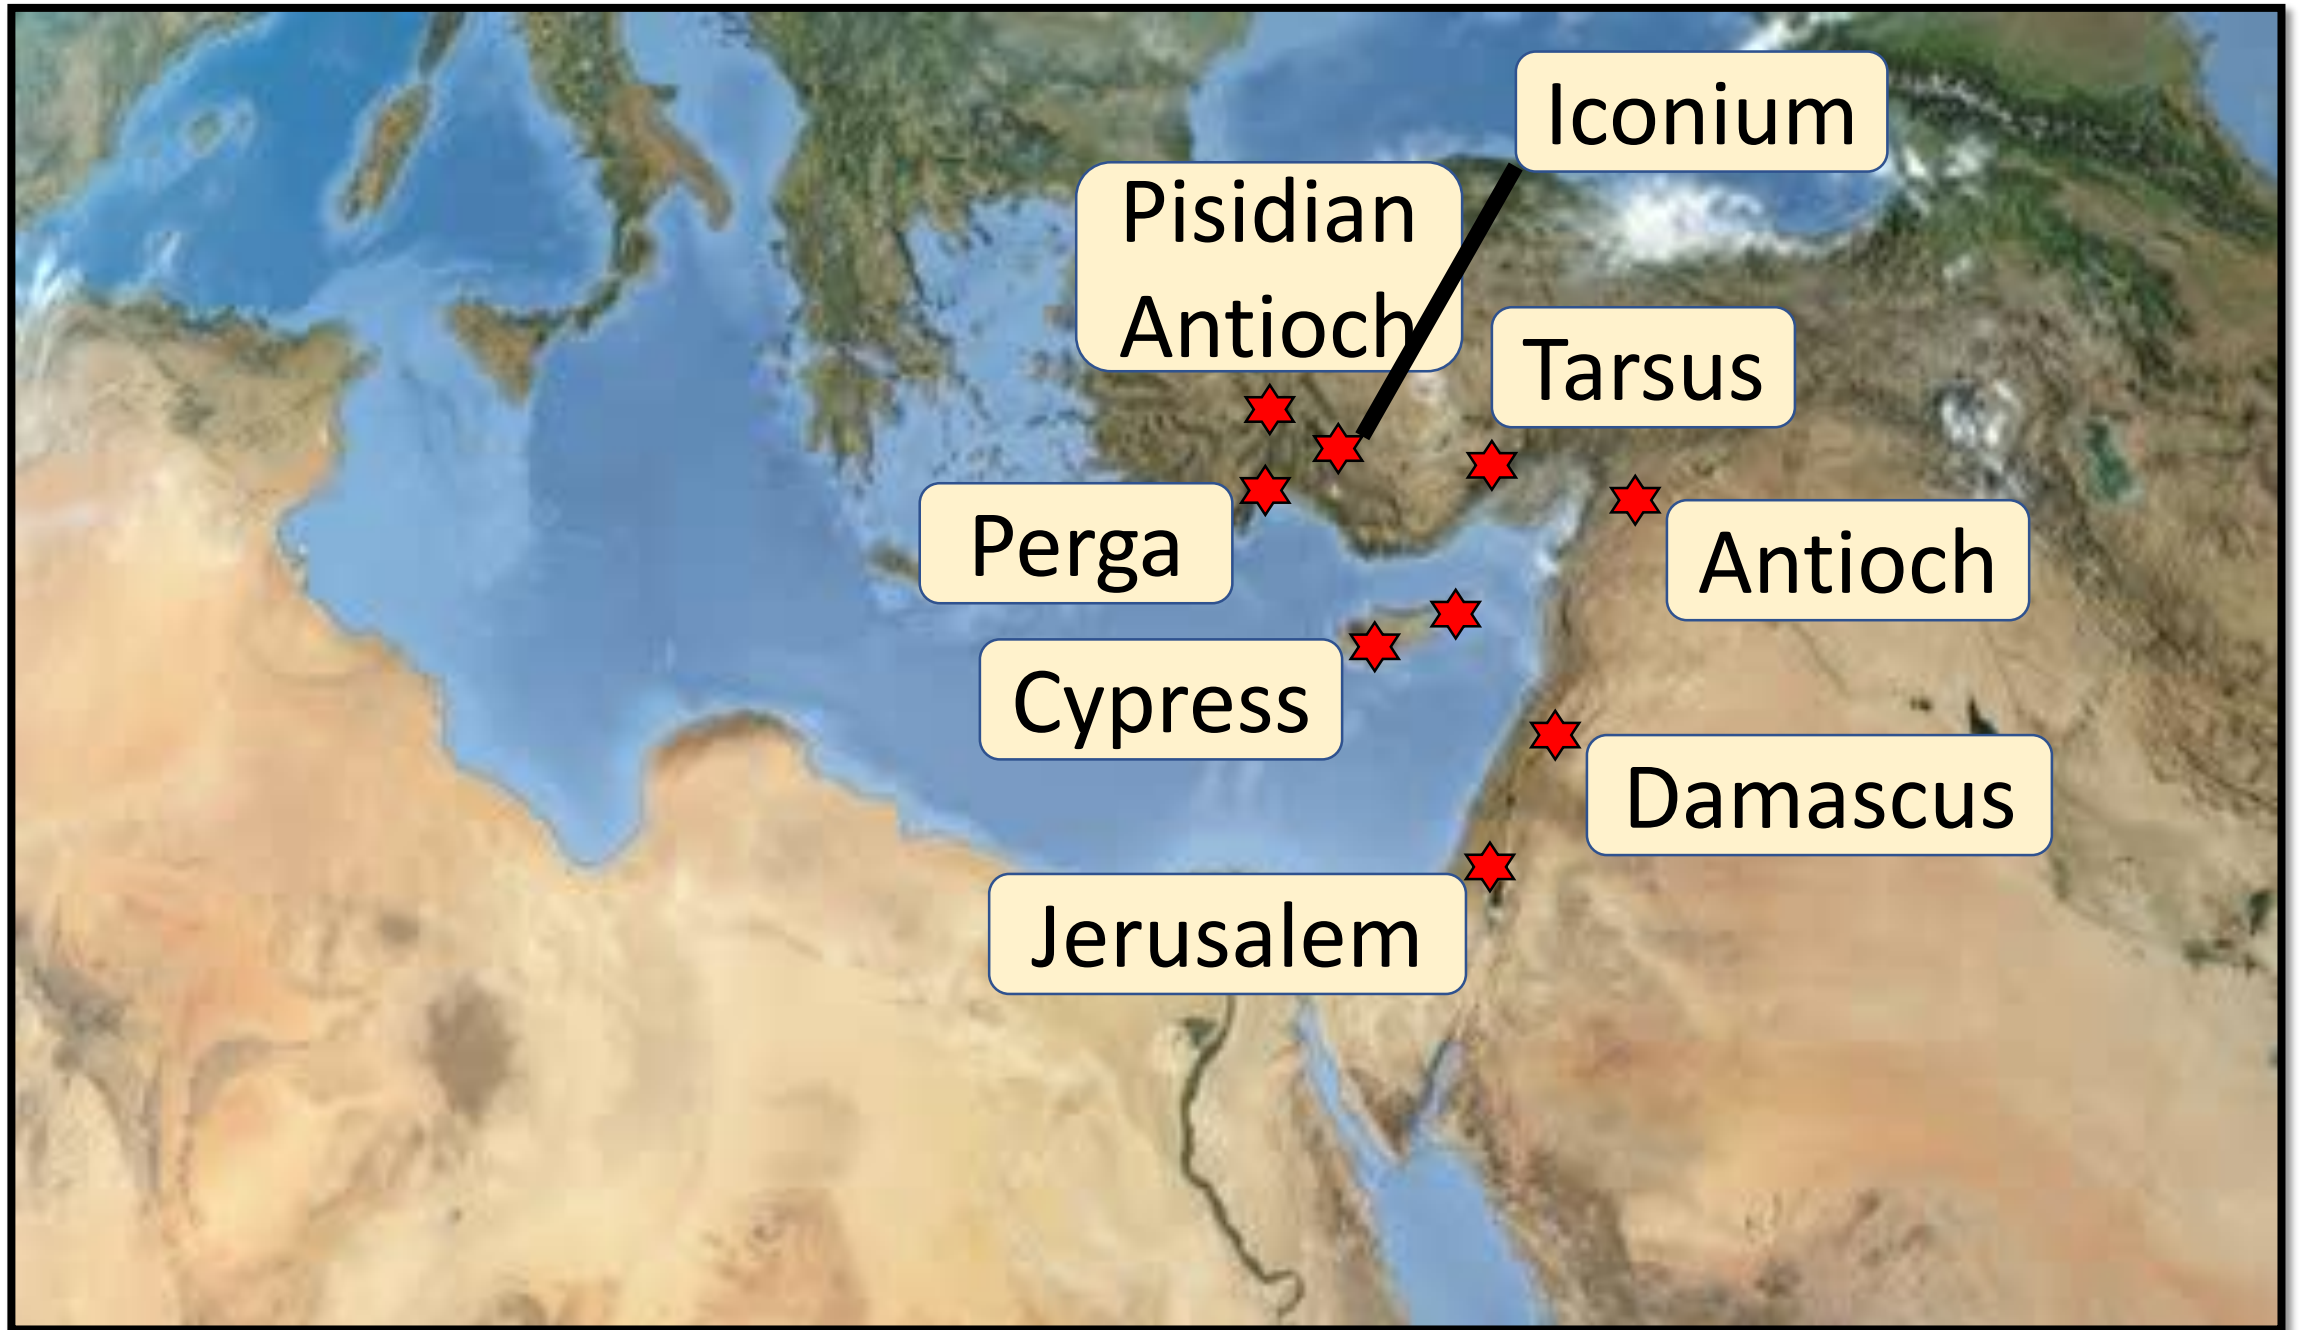 Iconium
Pisidian
Antioch
Tarsus
Perga
Antioch
Cypress
Damascus
Jerusalem